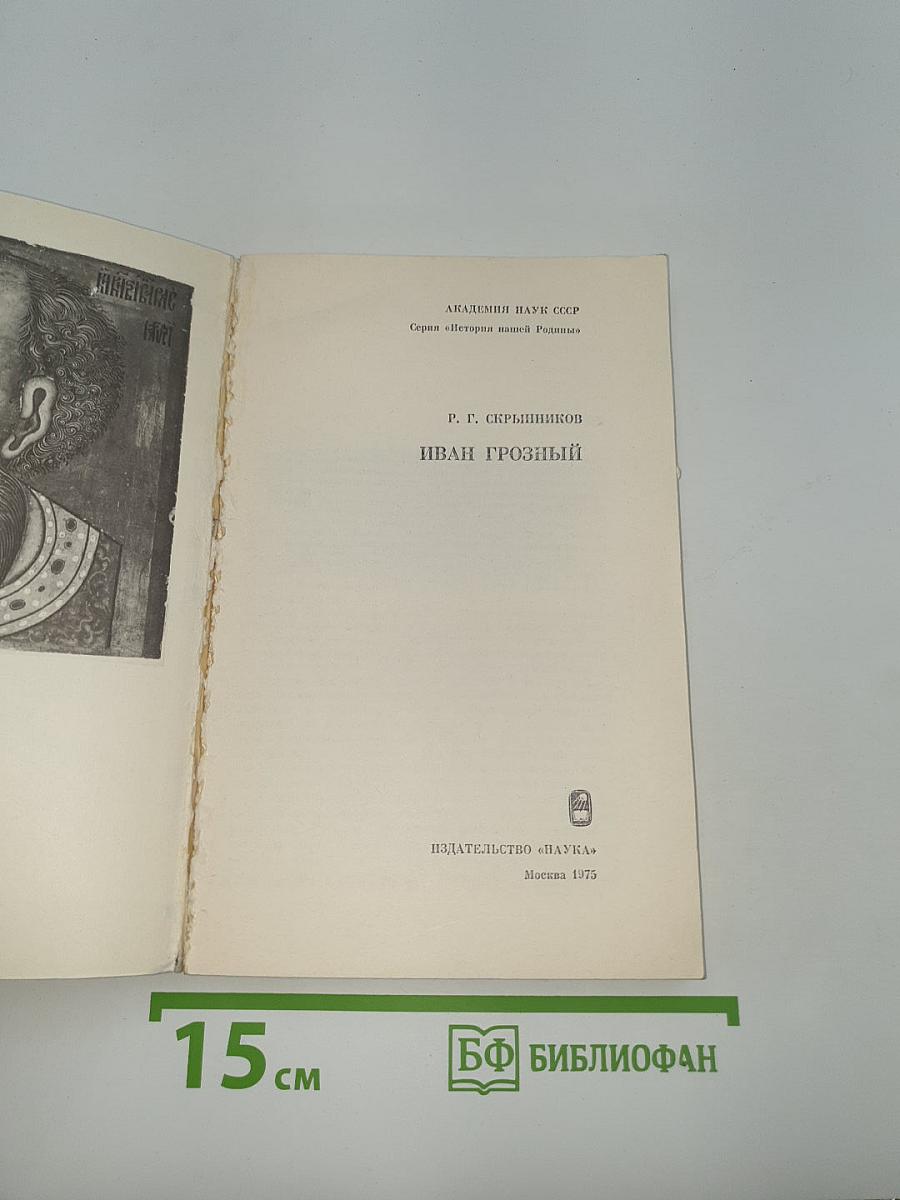 АКАДЕМИЯ НАУК СССР
Серия «История нашей Родины»
Р. Г. СКРЫННИКОВ
ИВАН ГРОЗНЫЙ
ИЗДАТЕЛЬСТВО «НАУКА»
Москва 1975
15 см
БФ БИБЛИОФАН